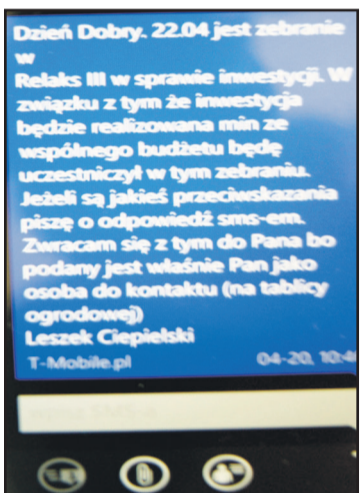 Dzień Dobry. 22.04 jest zebranie
w
Relaks III w sprawie inwestycji. W
związku z tym że inwestycja
będzie realizowana min ze
wspólnego budżetu będę
uczestniczył w tym zebraniu.
Jeżeli są jakieś przeciwskazania
piszę o odpowiedź sms-em.
Zwracam się z tym do Pana bo
podany jest właśnie Pan jako
osoba do kontaktu (na tablicy
ogrodowej)
Leszek Ciepielski
T-Mobile.pl 04-20, 10:4